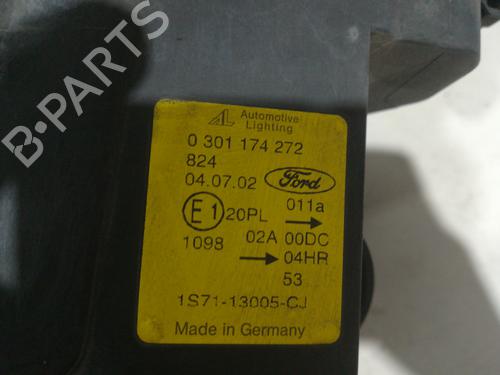 AL Automotive
Lighting
0 301 174 272
824
04.07.02 Ford
E1 20PL 011a
1098 02A 00DC
04HR
53
1S71-13005-CJ
Made in Germany
B-PARTS